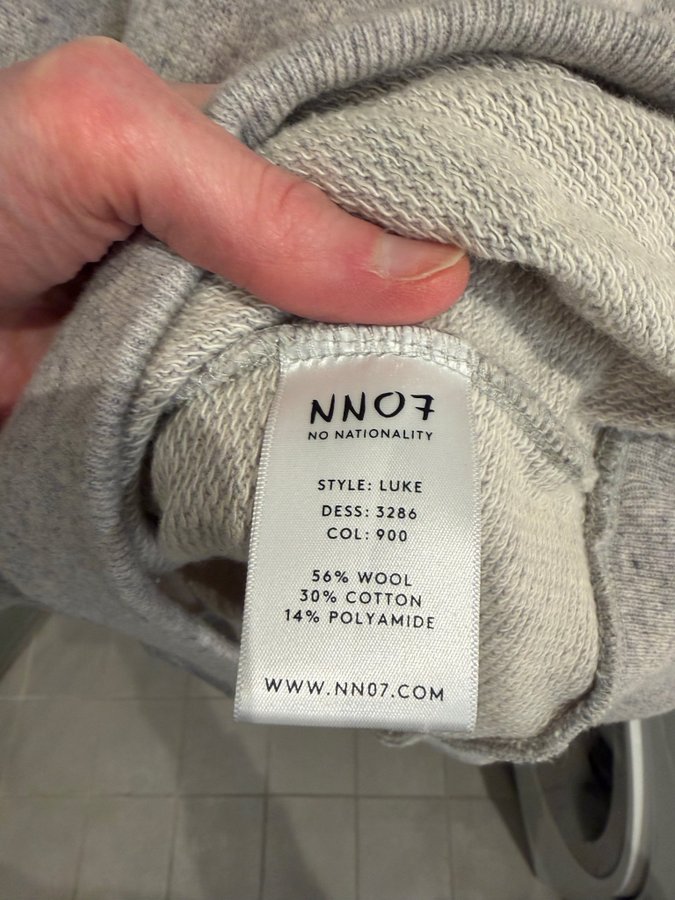 NN07
NO NATIONALITY
STYLE: LUKE
DESS: 3286
COL: 900
56% WOOL
30% COTTON
14% POLYAMIDE
WWW.NN07.COM